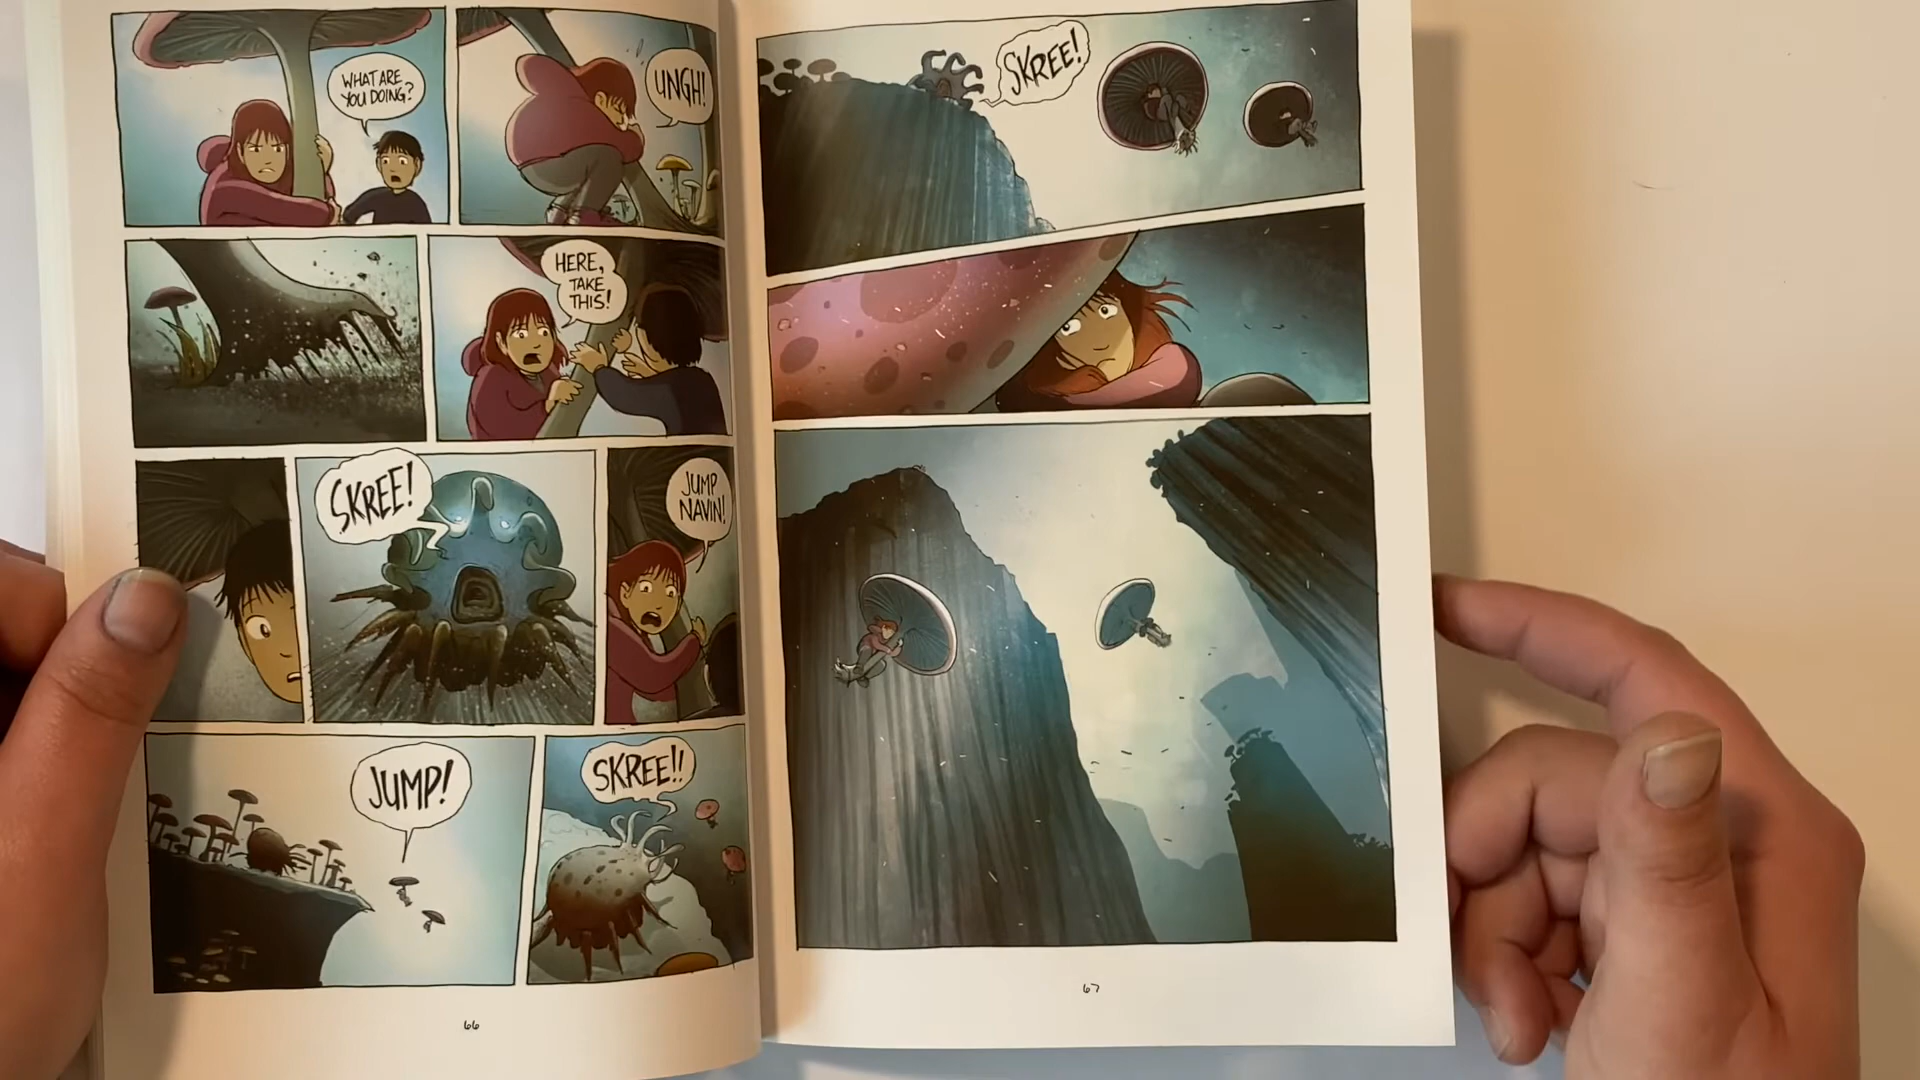 WHAT ARE
YOU DOING?
UNGH!
HERE,
TAKE
THIS!
SKREE!
JUMP
NAVIN!
JUMP!
SKREE!!
66
SKREE!
67